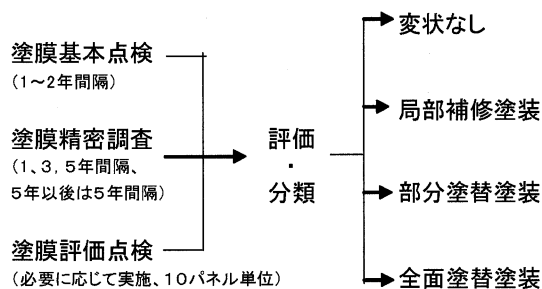 塗膜基本点検
(1~2年間隔)
塗膜精密調査
(1、3,5年間隔、
5年以後は5年間隔)
塗膜評価点検
(必要に応じて実施、10パネル単位)
評価
・
分類
変状なし
局部補修塗装
部分塗替塗装
全面塗替塗装